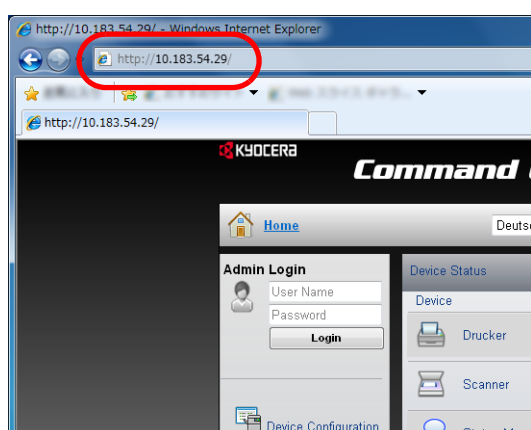 http://10.183.54.29/ - Windows Internet Explorer
http://10.183.54.29/
http://10.183.54.29/
KYOCERA
Command
Home
Admin Login
User Name
Password
Login
Device Configuration
Device Status
Device
Drucker
Scanner